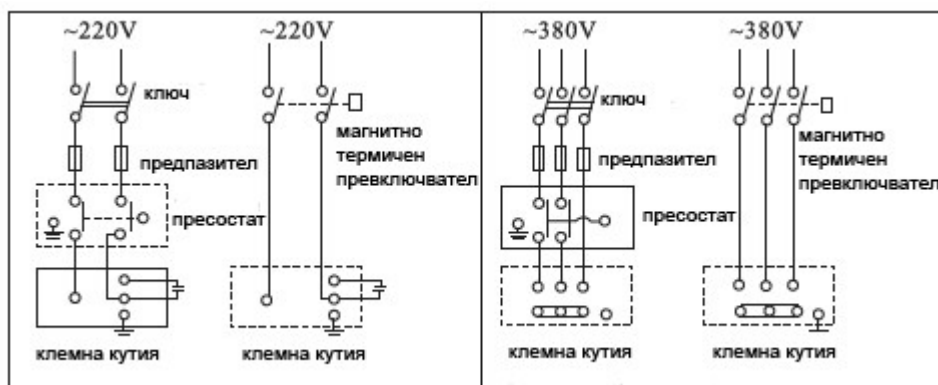 ~220V
~220V
ключ
магнитно
термичен
превключвател
предпазител
пресостат
клемна кутия
клемна кутия
~380V
~380V
ключ
магнитно
термичен
превключвател
предпазител
пресостат
клемна кутия
клемна кутия